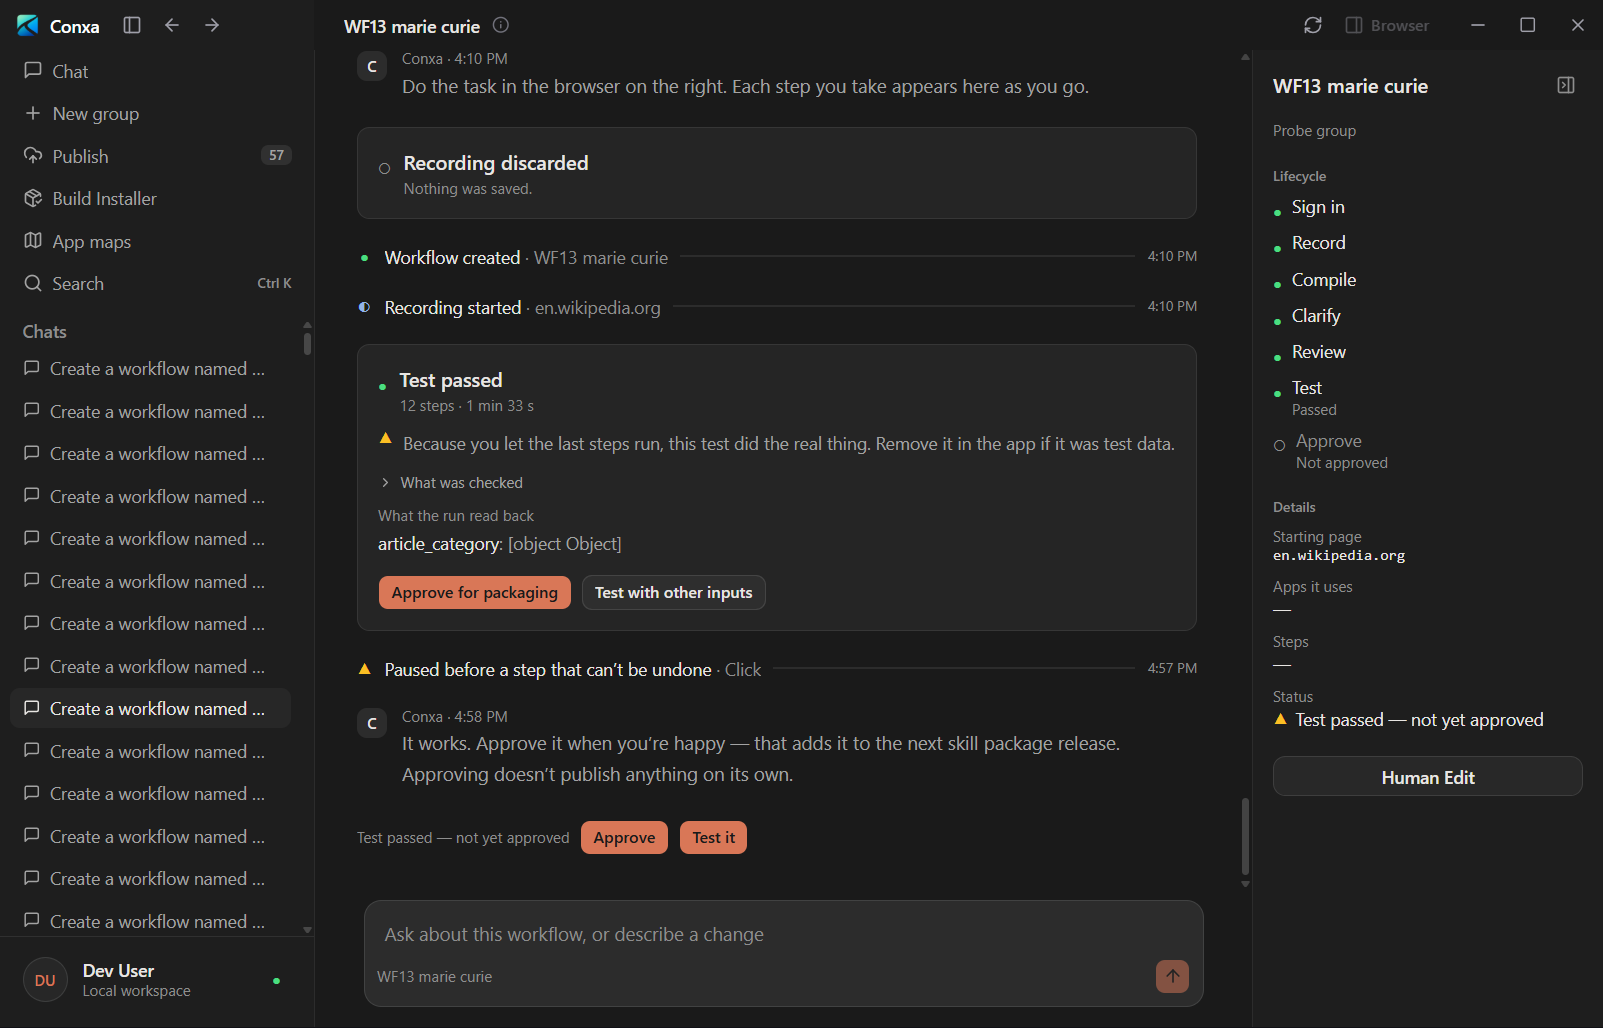 Conxa
WF13 marie curie
Browser
Chat
New group
Publish 57
Build Installer
App maps
Search Ctrl K
Chats
Create a workflow named ...
Create a workflow named ...
Create a workflow named ...
Create a workflow named ...
Create a workflow named ...
Create a workflow named ...
Create a workflow named ...
Create a workflow named ...
Create a workflow named ...
Create a workflow named ...
Create a workflow named ...
Create a workflow named ...
Create a workflow named ...
Create a workflow named ...
DU
Dev User
Local workspace
C
Conxa · 4:10 PM
Do the task in the browser on the right. Each step you take appears here as you go.
Recording discarded
Nothing was saved.
Workflow created · WF13 marie curie 4:10 PM
Recording started · en.wikipedia.org 4:10 PM
Test passed
12 steps · 1 min 33 s
Because you let the last steps run, this test did the real thing. Remove it in the app if it was test data.
What was checked
What the run read back
article_category: [object Object]
Approve for packaging
Test with other inputs
Paused before a step that can’t be undone · Click 4:57 PM
C
Conxa · 4:58 PM
It works. Approve it when you’re happy — that adds it to the next skill package release.
Approving doesn’t publish anything on its own.
Test passed — not yet approved
Approve
Test it
Ask about this workflow, or describe a change
WF13 marie curie
WF13 marie curie
Probe group
Lifecycle
Sign in
Record
Compile
Clarify
Review
Test
Passed
Approve
Not approved
Details
Starting page
en.wikipedia.org
Apps it uses
—
Steps
—
Status
Test passed — not yet approved
Human Edit